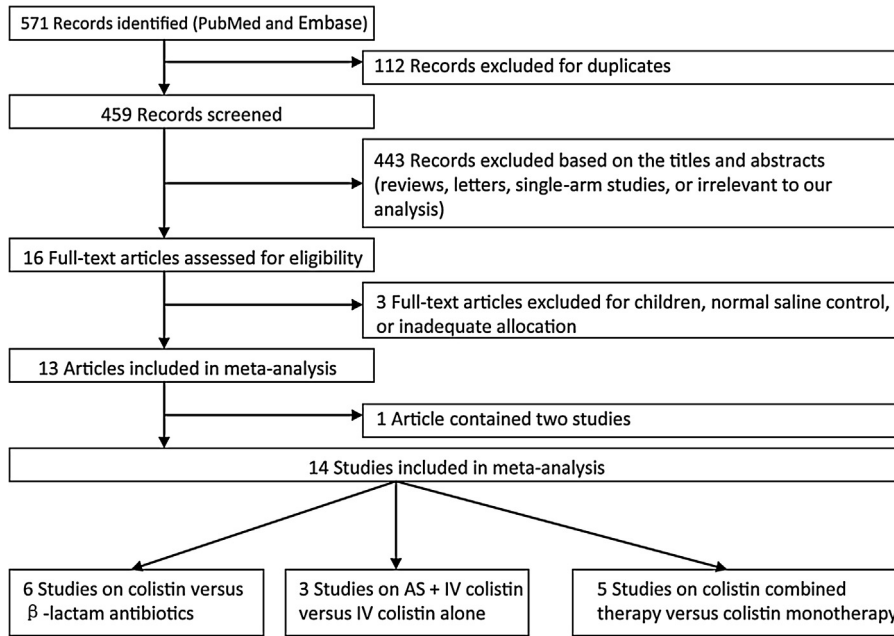 571 Records identified (PubMed and Embase)
112 Records excluded for duplicates
459 Records screened
443 Records excluded based on the titles and abstracts
(reviews, letters, single-arm studies, or irrelevant to our
analysis)
16 Full-text articles assessed for eligibility
3 Full-text articles excluded for children, normal saline control,
or inadequate allocation
13 Articles included in meta-analysis
1 Article contained two studies
14 Studies included in meta-analysis
6 Studies on colistin versus
β-lactam antibiotics
3 Studies on AS + IV colistin
versus IV colistin alone
5 Studies on colistin combined
therapy versus colistin monotherapy